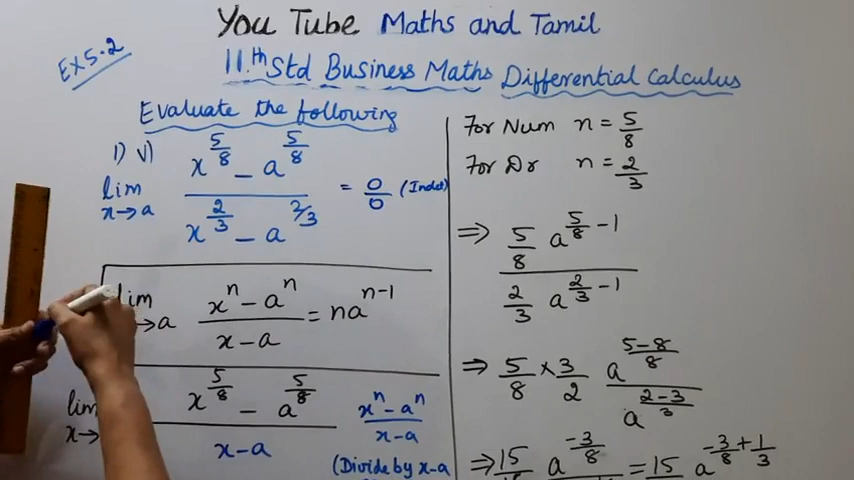 You Tube Maths and Tamil
Ex 5.2
11th Std Business Maths Differential Calculus
Evaluate the following
1) v) lim x→a (x^(5/8) − a^(5/8)) / (x^(2/3) − a^(2/3)) = 0/0 (Indet)
lim →a (x^n − a^n) / (x−a) = na^(n−1)
lim x→ (x^(5/8) − a^(5/8)) / (x−a)
(x^n − a^n) / (x−a)
(Divide by x−a
For Num n = 5/8
For Dr n = 2/3
⇒ (5/8 a^(5/8 −1)) / (2/3 a^(2/3 −1))
⇒ 5/8 × 3/2 a^((5−8)/8) / a^((2−3)/3)
⇒ 15 a^(−3/8) = 15 a^(−3/8 + 1/3)